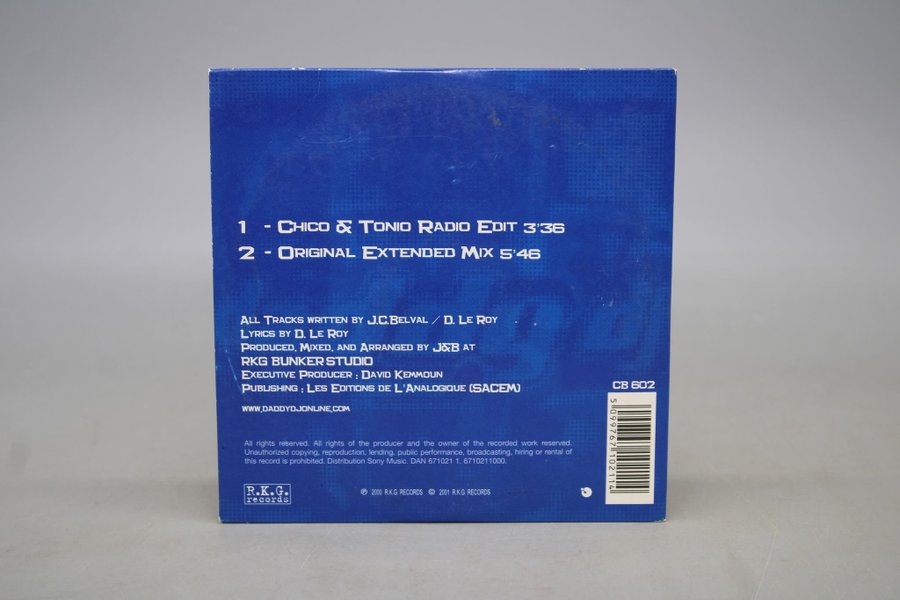 1 - Chico & Tonio Radio Edit 3'36
2 - Original Extended Mix 5'46
All Tracks written by J.C.Belval / D. Le Roy
Lyrics by D. Le Roy
Produced, Mixed, and Arranged by J&B at
RKG BUNKER STUDIO
Executive Producer : David Kemmoun
Publishing : Les Editions de L'Analogique (SACEM)
www.daddydjonline.com
CB 602
5099767102114
All rights reserved. All rights of the producer and the owner of the recorded work reserved.
Unauthorized copying, reproduction, lending, public performance, broadcasting, hiring or rental of
this record is prohibited. Distribution Sony Music. DAN 671021 1. 6710211000.
R.K.G. records
℗ 2000 R.K.G. RECORDS © 2001 R.K.G. RECORDS